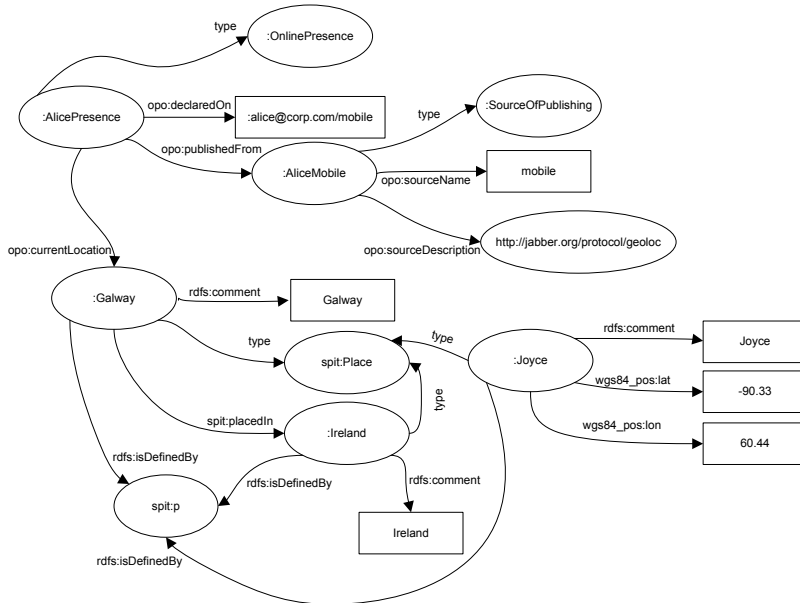 type
:OnlinePresence
:AlicePresence
opo:declaredOn
:alice@corp.com/mobile
type
:SourceOfPublishing
opo:publishedFrom
:AliceMobile
opo:sourceName
mobile
opo:sourceDescription
http://jabber.org/protocol/geoloc
opo:currentLocation
:Galway
rdfs:comment
Galway
type
spit:Place
type
:Joyce
rdfs:comment
Joyce
wgs84_pos:lat
-90.33
wgs84_pos:lon
60.44
type
spit:placedIn
:Ireland
rdfs:isDefinedBy
rdfs:isDefinedBy
rdfs:comment
spit:p
Ireland
rdfs:isDefinedBy